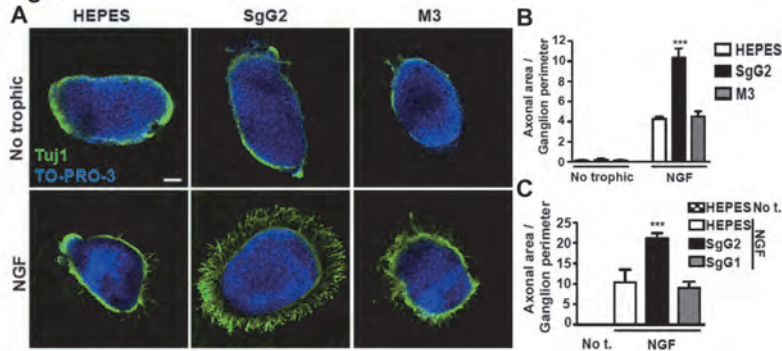 A
HEPES SgG2 M3
No trophic
Tuj1
TO-PRO-3
NGF
B
Axonal area /
Ganglion perimeter
12
10
8
6
4
2
0
***
HEPES
SgG2
M3
No trophic NGF
C
Axonal area /
Ganglion perimeter
25
20
15
10
5
0
***
HEPES No t.
HEPES
SgG2
SgG1
NGF
No t. NGF